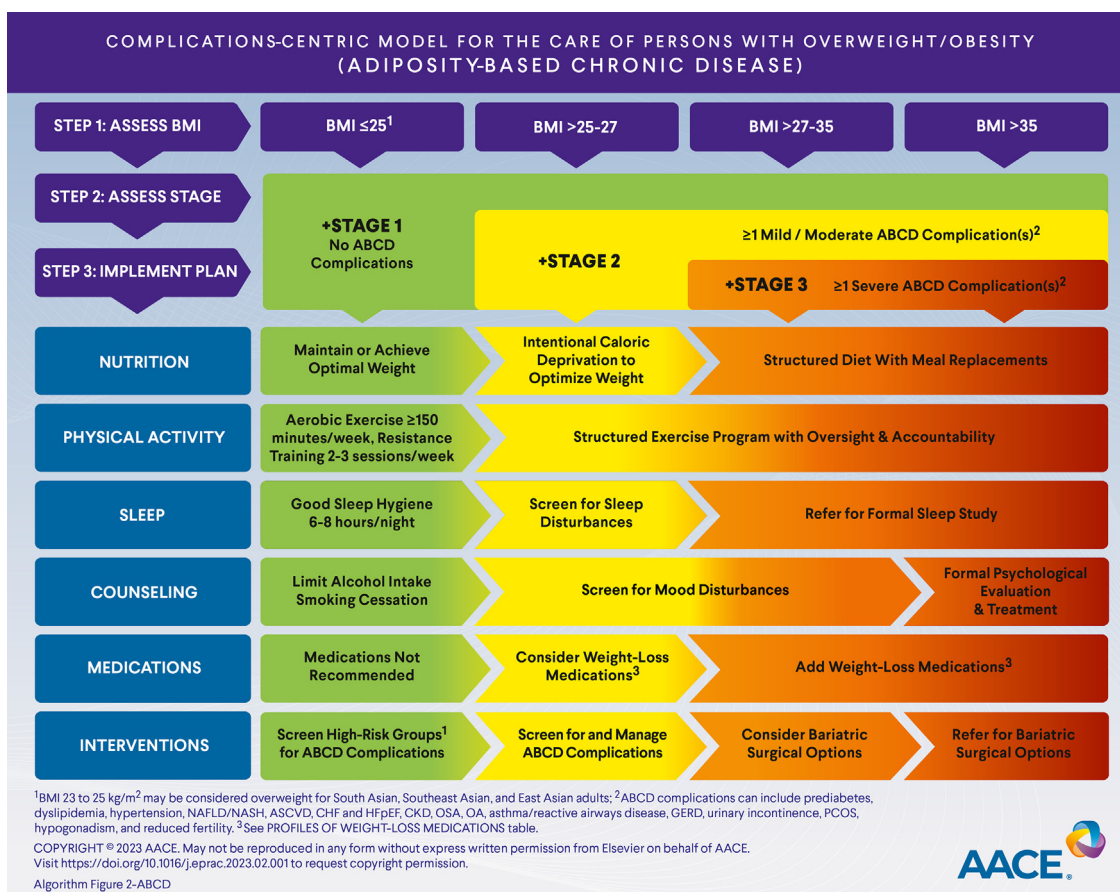 COMPLICATIONS-CENTRIC MODEL FOR THE CARE OF PERSONS WITH OVERWEIGHT/OBESITY
(ADIPOSITY-BASED CHRONIC DISEASE)
STEP 1: ASSESS BMI
BMI ≤25¹
BMI >25-27
BMI >27-35
BMI >35
STEP 2: ASSESS STAGE
STEP 3: IMPLEMENT PLAN
+STAGE 1
No ABCD
Complications
+STAGE 2
≥1 Mild / Moderate ABCD Complication(s)²
+STAGE 3
≥1 Severe ABCD Complication(s)²
NUTRITION
Maintain or Achieve
Optimal Weight
Intentional Caloric
Deprivation to
Optimize Weight
Structured Diet With Meal Replacements
PHYSICAL ACTIVITY
Aerobic Exercise ≥150
minutes/week, Resistance
Training 2-3 sessions/week
Structured Exercise Program with Oversight & Accountability
SLEEP
Good Sleep Hygiene
6-8 hours/night
Screen for Sleep
Disturbances
Refer for Formal Sleep Study
COUNSELING
Limit Alcohol Intake
Smoking Cessation
Screen for Mood Disturbances
Formal Psychological
Evaluation
& Treatment
MEDICATIONS
Medications Not
Recommended
Consider Weight-Loss
Medications³
Add Weight-Loss Medications³
INTERVENTIONS
Screen High-Risk Groups¹
for ABCD Complications
Screen for and Manage
ABCD Complications
Consider Bariatric
Surgical Options
Refer for Bariatric
Surgical Options
¹BMI 23 to 25 kg/m² may be considered overweight for South Asian, Southeast Asian, and East Asian adults; ²ABCD complications can include prediabetes,
dyslipidemia, hypertension, NAFLD/NASH, ASCVD, CHF and HFpEF, CKD, OSA, OA, asthma/reactive airways disease, GERD, urinary incontinence, PCOS,
hypogonadism, and reduced fertility. ³See PROFILES OF WEIGHT-LOSS MEDICATIONS table.
COPYRIGHT © 2023 AACE. May not be reproduced in any form without express written permission from Elsevier on behalf of AACE.
Visit https://doi.org/10.1016/j.eprac.2023.02.001 to request copyright permission.
Algorithm Figure 2-ABCD
AACE®